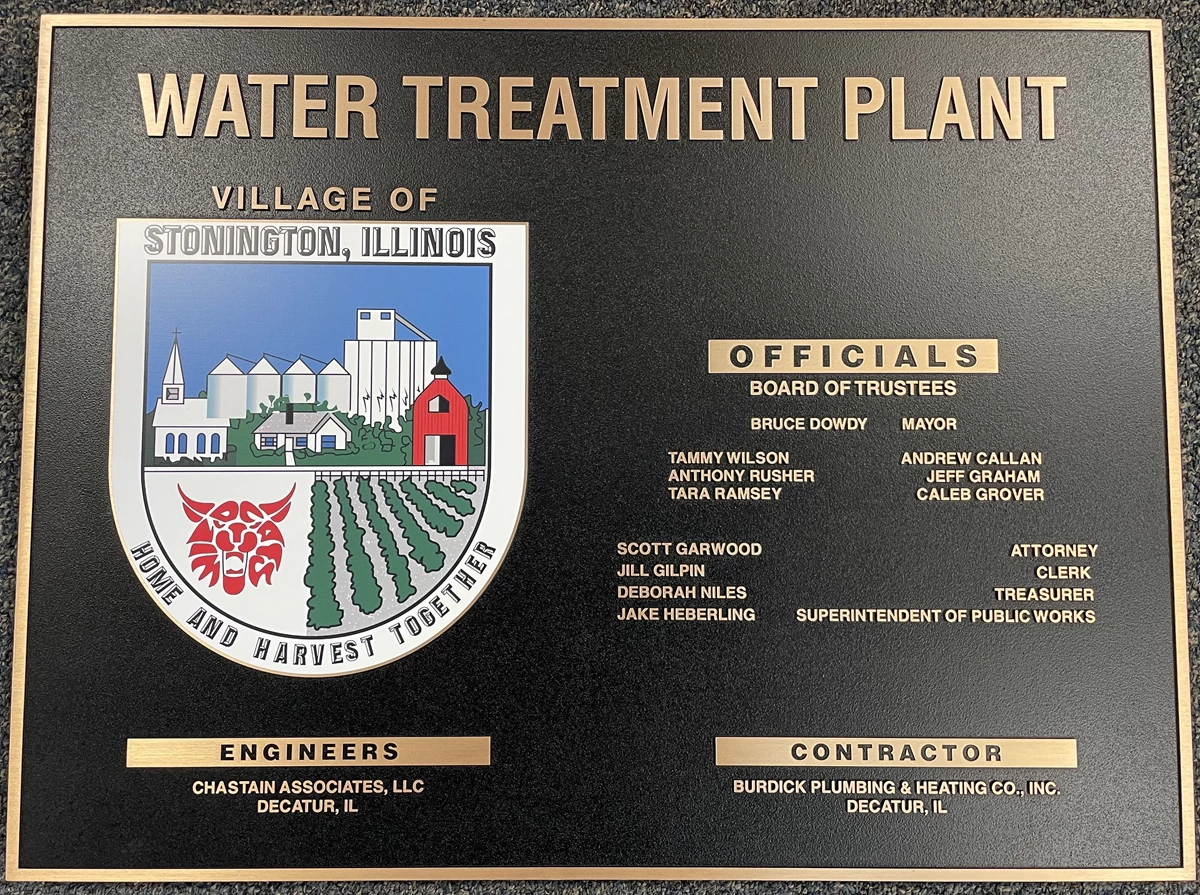 WATER TREATMENT PLANT
VILLAGE OF
STONINGTON, ILLINOIS
HOME AND HARVEST TOGETHER
OFFICIALS
BOARD OF TRUSTEES
BRUCE DOWDY MAYOR
TAMMY WILSON ANDREW CALLAN
ANTHONY RUSHER JEFF GRAHAM
TARA RAMSEY CALEB GROVER
SCOTT GARWOOD ATTORNEY
JILL GILPIN CLERK
DEBORAH NILES TREASURER
JAKE HEBERLING SUPERINTENDENT OF PUBLIC WORKS
ENGINEERS
CHASTAIN ASSOCIATES, LLC
DECATUR, IL
CONTRACTOR
BURDICK PLUMBING & HEATING CO., INC.
DECATUR, IL